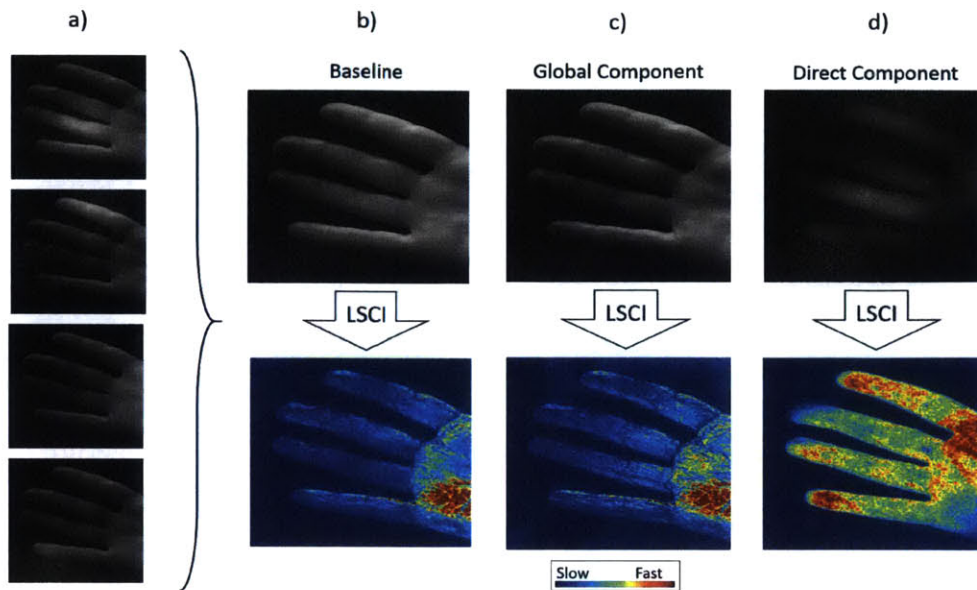 a)
b)
c)
d)
Baseline
Global Component
Direct Component
LSCI
LSCI
LSCI
Slow
Fast